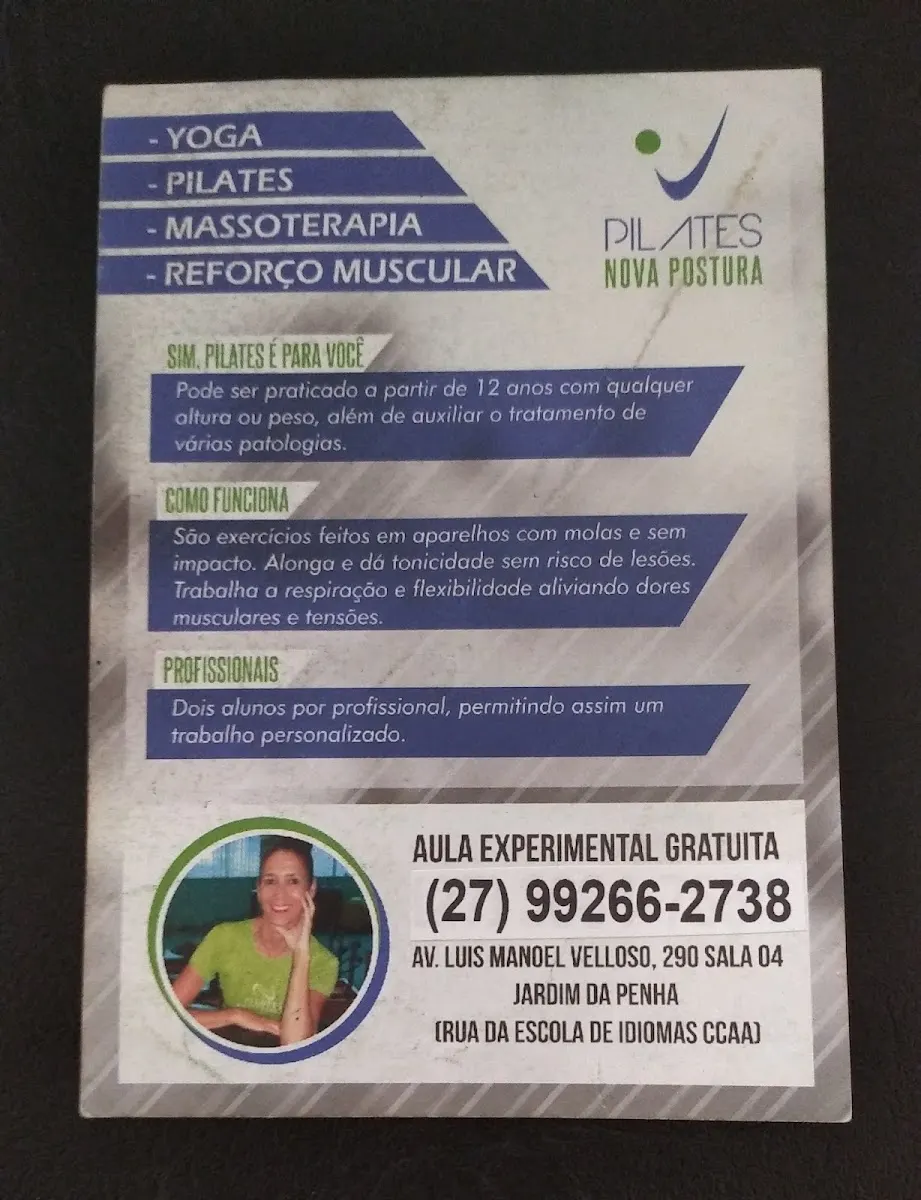 - YOGA
- PILATES
- MASSOTERAPIA
- REFORÇO MUSCULAR
PILATES
NOVA POSTURA
SIM, PILATES É PARA VOCÊ
Pode ser praticado a partir de 12 anos com qualquer
altura ou peso, além de auxiliar o tratamento de
várias patologias.
COMO FUNCIONA
São exercícios feitos em aparelhos com molas e sem
impacto. Alonga e dá tonicidade sem risco de lesões.
Trabalha a respiração e flexibilidade aliviando dores
musculares e tensões.
PROFISSIONAIS
Dois alunos por profissional, permitindo assim um
trabalho personalizado.
AULA EXPERIMENTAL GRATUITA
(27) 99266-2738
AV. LUIS MANOEL VELLOSO, 290 SALA 04
JARDIM DA PENHA
(RUA DA ESCOLA DE IDIOMAS CCAA)